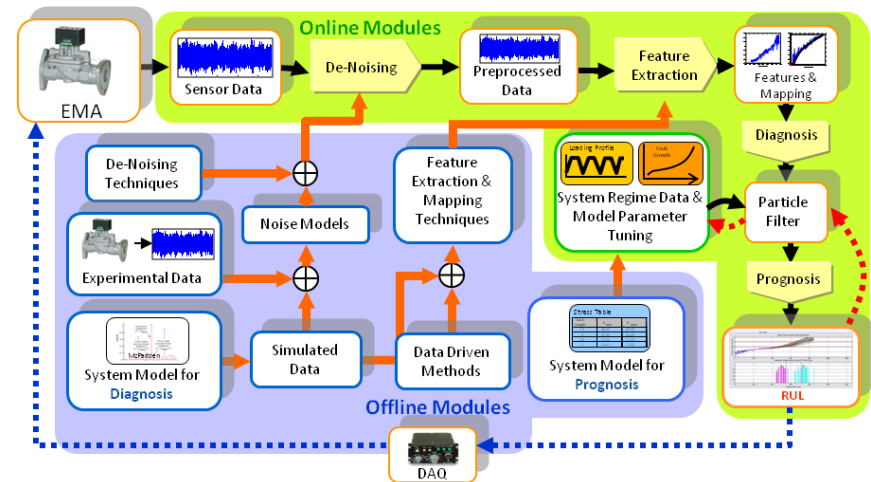 Online Modules
EMA
Sensor Data
De-Noising
Preprocessed
Data
Feature
Extraction
Features &
Mapping
Diagnosis
De-Noising
Techniques
Feature
Extraction &
Mapping
Techniques
Loading Profile
Fault
Growth
System Regime Data &
Model Parameter
Tuning
Particle
Filter
Noise Models
Experimental Data
Prognosis
McFadden
System Model for
Diagnosis
Simulated
Data
Data Driven
Methods
Stress Table
System Model for
Prognosis
RUL
Offline Modules
DAQ